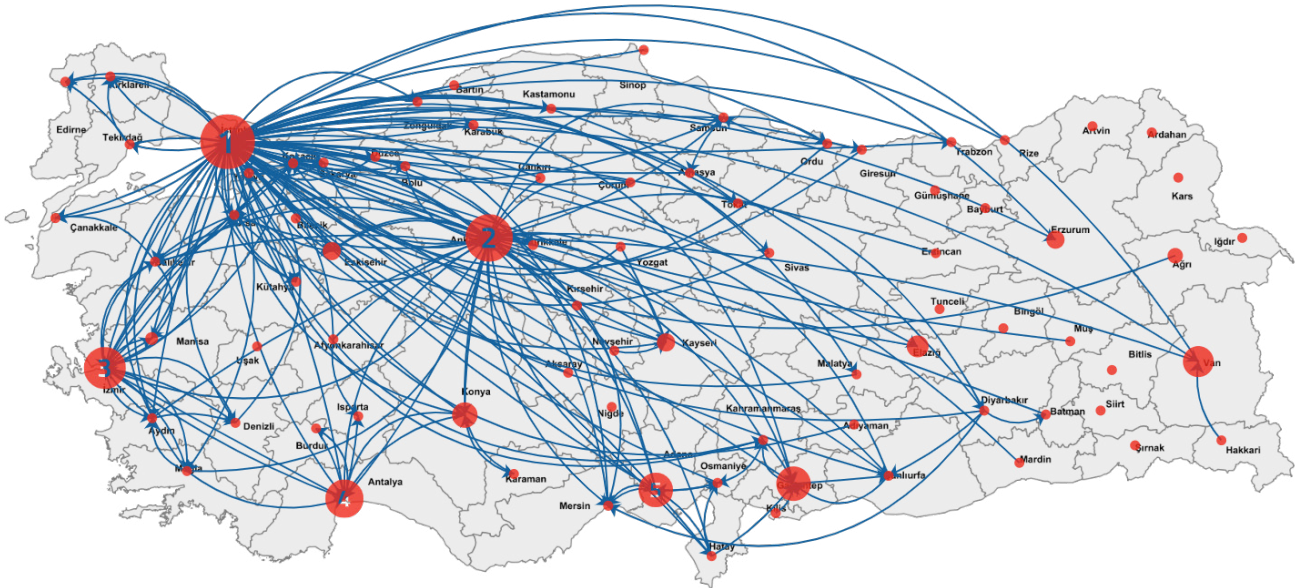 Sinop
Bartın
Kastamonu
Kırklareli
Edirne
Tekirdağ
1
Zonguldak
Karabük
Samsun
Artvin
Ardahan
Ordu
Giresun
Trabzon
Rize
Bolu
Çankırı
Çorum
Amasya
Kars
Gümüşhane
Bayburt
Tokat
Çanakkale
Bilecik
2
Yozgat
Sivas
Erzurum
Erzincan
Iğdır
Ağrı
Balıkesir
Eskişehir
Kütahya
Kırşehir
Tunceli
Bingöl
Muş
Manisa
Uşak
Afyonkarahisar
Nevşehir
Kayseri
Elazığ
Bitlis
Van
3
İzmir
Aksaray
Malatya
Konya
Isparta
Niğde
Kahramanmaraş
Diyarbakır
Batman
Siirt
Aydın
Denizli
Burdur
Adıyaman
Şırnak
Hakkari
Mardin
Muğla
Antalya
4
Karaman
Adana
5
Osmaniye
Gaziantep
Şanlıurfa
Mersin
Kilis
Hatay